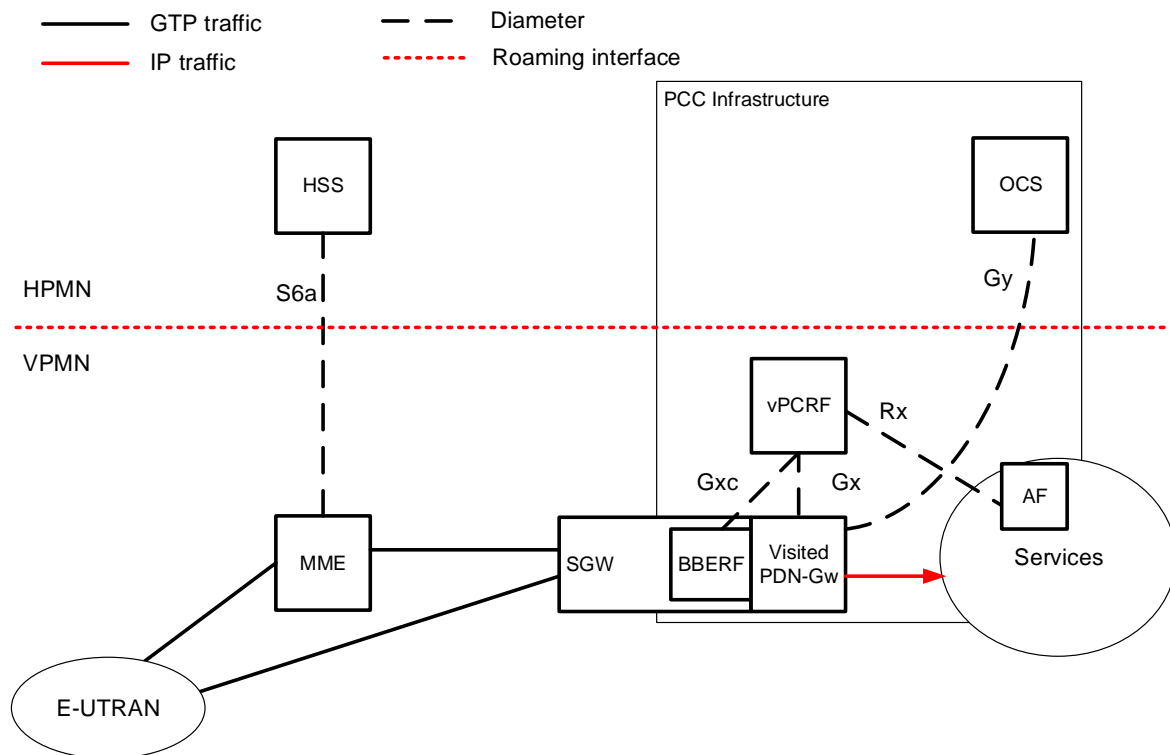 GTP traffic
Diameter
IP traffic
Roaming interface
PCC Infrastructure
HSS
OCS
HPMN
S6a
Gy
VPMN
vPCRF
Rx
Gxc
Gx
AF
MME
SGW
BBERF
Visited
PDN-Gw
Services
E-UTRAN